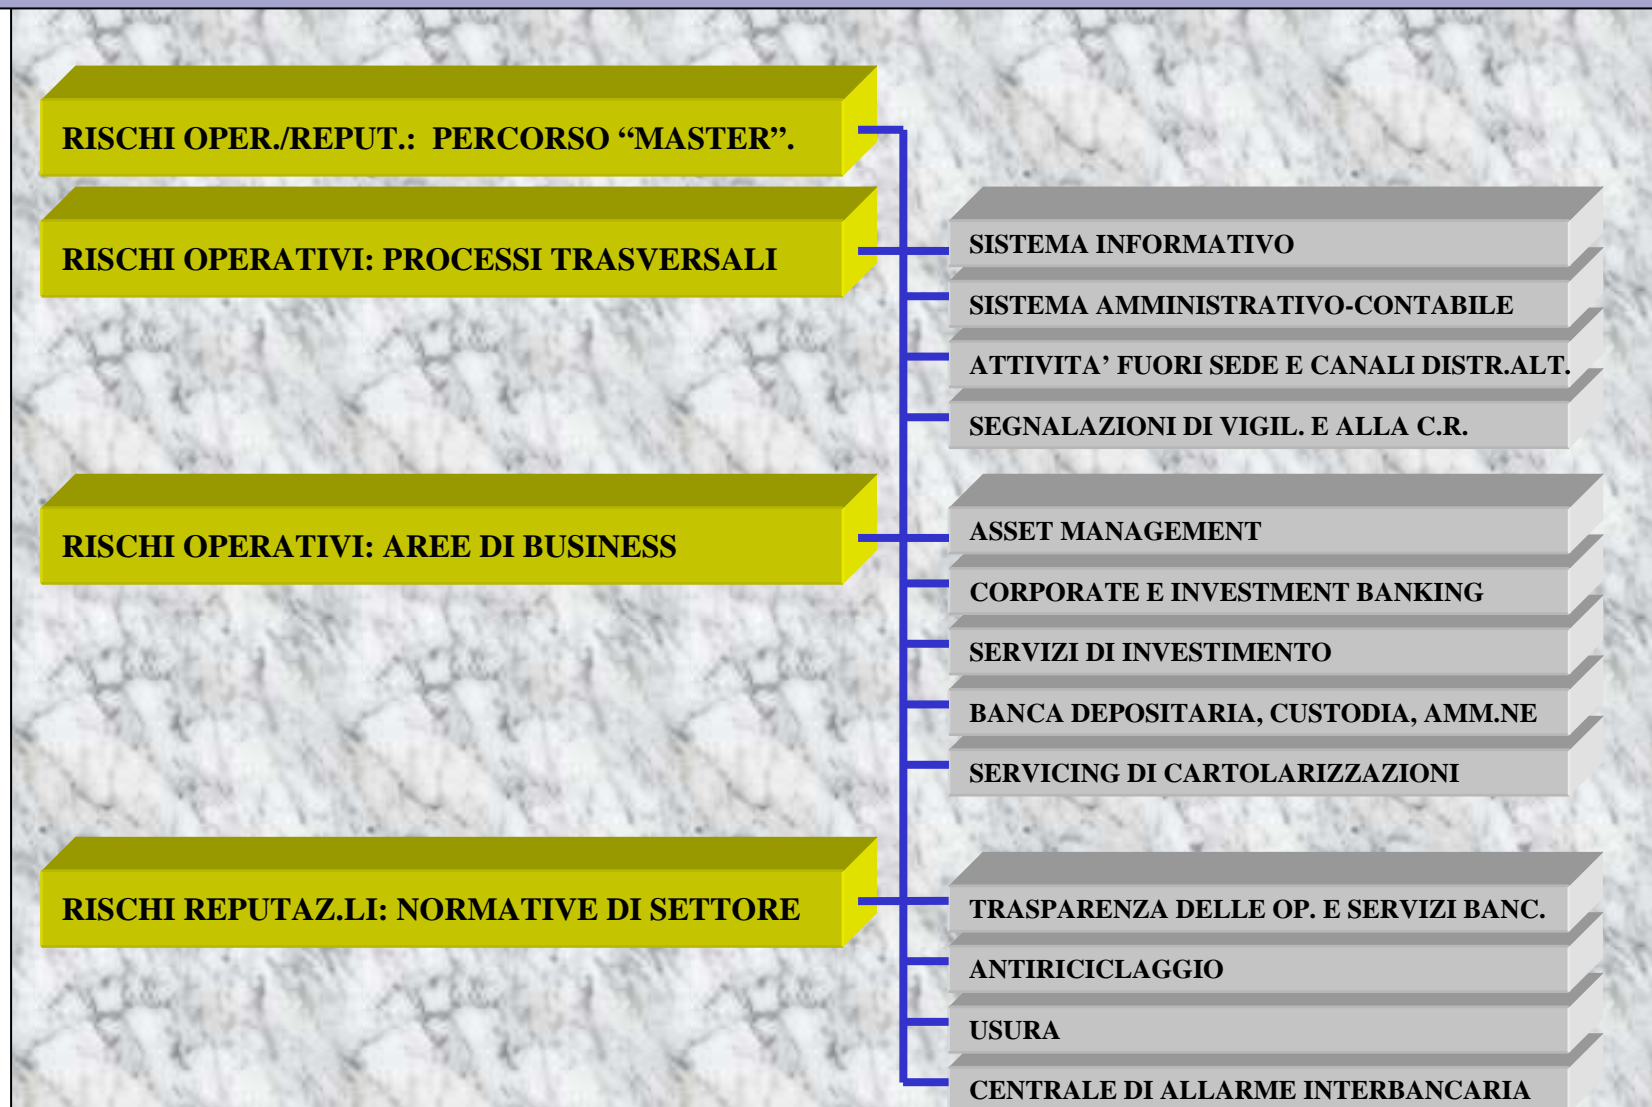 RISCHI OPER./REPUT.: PERCORSO “MASTER”.
RISCHI OPERATIVI: PROCESSI TRASVERSALI
SISTEMA INFORMATIVO
SISTEMA AMMINISTRATIVO-CONTABILE
ATTIVITA’ FUORI SEDE E CANALI DISTR.ALT.
SEGNALAZIONI DI VIGIL. E ALLA C.R.
RISCHI OPERATIVI: AREE DI BUSINESS
ASSET MANAGEMENT
CORPORATE E INVESTMENT BANKING
SERVIZI DI INVESTIMENTO
BANCA DEPOSITARIA, CUSTODIA, AMM.NE
SERVICING DI CARTOLARIZZAZIONI
RISCHI REPUTAZ.LI: NORMATIVE DI SETTORE
TRASPARENZA DELLE OP. E SERVIZI BANC.
ANTIRICICLAGGIO
USURA
CENTRALE DI ALLARME INTERBANCARIA